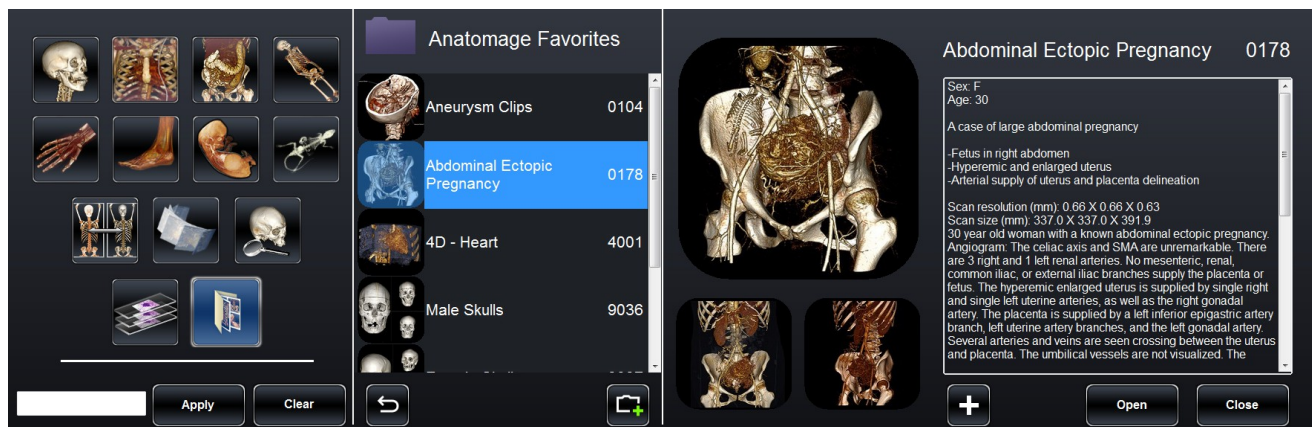 Apply
Clear
Anatomage Favorites
Aneurysm Clips 0104
Abdominal Ectopic
Pregnancy 0178
4D - Heart 4001
Male Skulls 9036
Abdominal Ectopic Pregnancy 0178
Sex: F
Age: 30
A case of large abdominal pregnancy
-Fetus in right abdomen
-Hyperemic and enlarged uterus
-Arterial supply of uterus and placenta delineation
Scan resolution (mm): 0.66 X 0.66 X 0.63
Scan size (mm): 337.0 X 337.0 X 391.9
30 year old woman with a known abdominal ectopic pregnancy.
Angiogram: The celiac axis and SMA are unremarkable. There
are 3 right and 1 left renal arteries. No mesenteric, renal,
common iliac, or external iliac branches supply the placenta or
fetus. The hyperemic enlarged uterus is supplied by single right
and single left uterine arteries, as well as the right gonadal
artery. The placenta is supplied by a left inferior epigastric artery
branch, left uterine artery branches, and the left gonadal artery.
Several arteries and veins are seen crossing between the uterus
and placenta. The umbilical vessels are not visualized. The
Open
Close